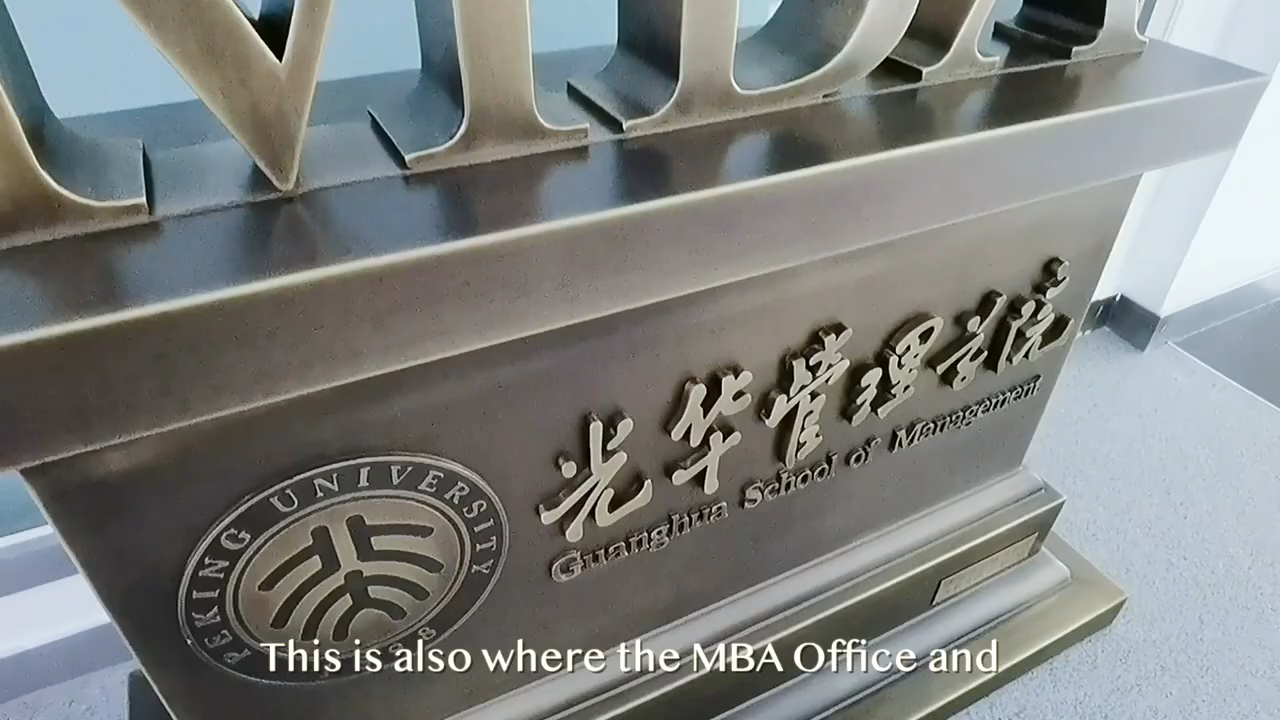 MBA
光华管理学院
Guanghua School of Management
PEKING UNIVERSITY
This is also where the MBA Office and